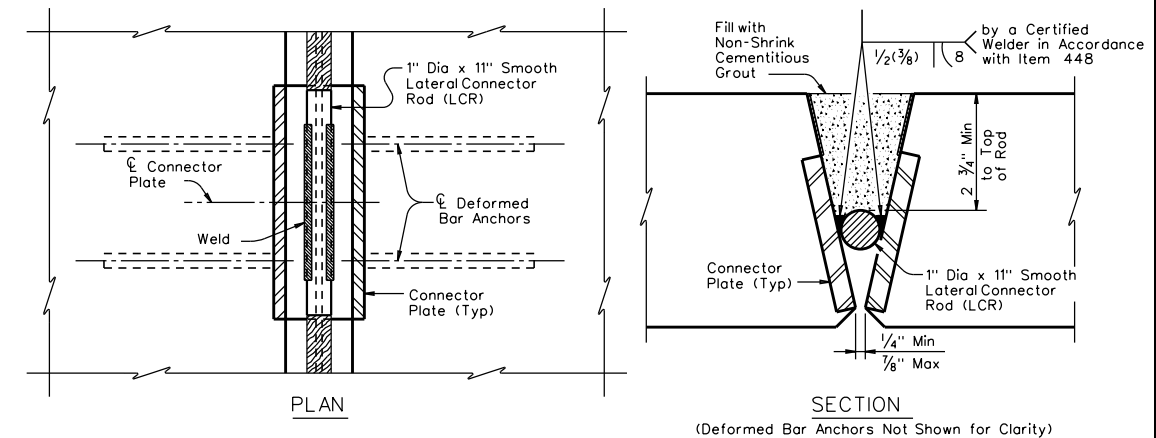 1" Dia x 11" Smooth
Lateral Connector
Rod (LCR)
℄ Connector
Plate
℄ Deformed
Bar Anchors
Weld
Connector
Plate (Typ)
PLAN
Fill with
Non-Shrink
Cementitious
Grout
1/2(3/8)
8
by a Certified
Welder in Accordance
with Item 448
2 3/4" Min
to Top
of Rod
Connector
Plate (Typ)
1" Dia x 11" Smooth
Lateral Connector
Rod (LCR)
1/4" Min
7/8" Max
SECTION
(Deformed Bar Anchors Not Shown for Clarity)